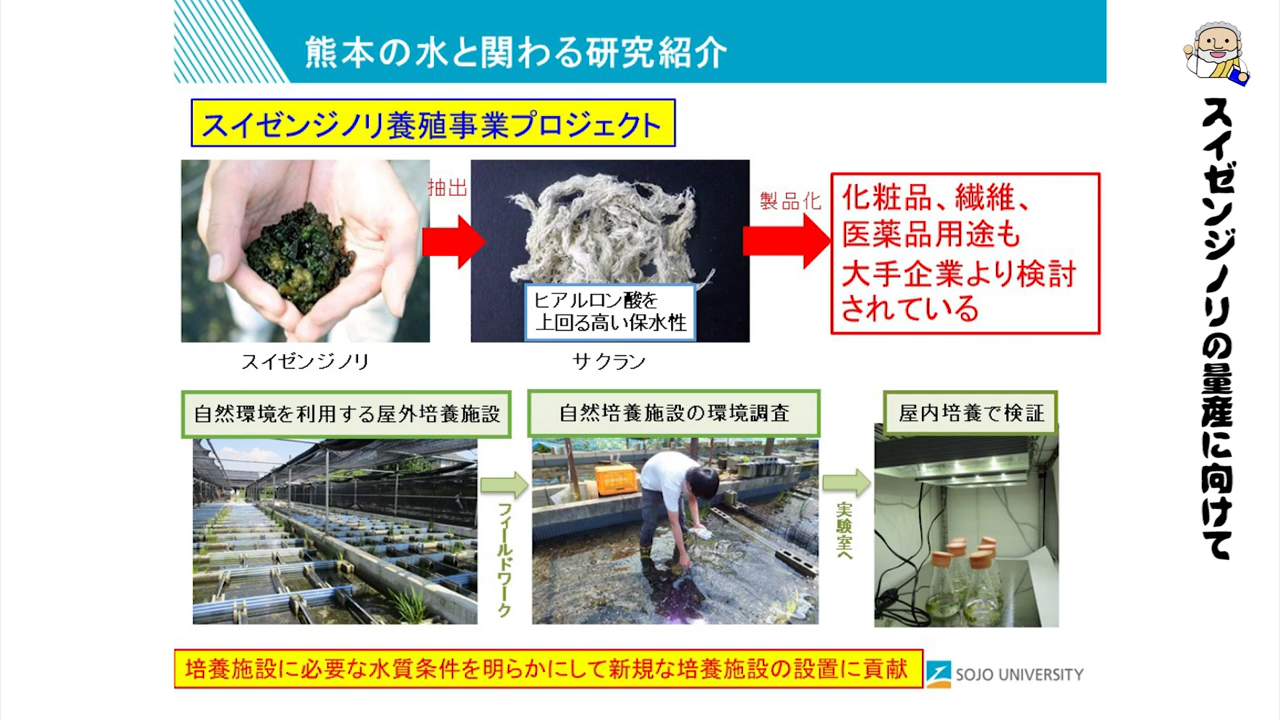 熊本の水と関わる研究紹介
スイゼンジノリ養殖事業プロジェクト
抽出
製品化
化粧品、繊維、
医薬品用途も
大手企業より検討
されている
ヒアルロン酸を
上回る高い保水性
スイゼンジノリ
サクラン
自然環境を利用する屋外培養施設
自然培養施設の環境調査
屋内培養で検証
フィールドワーク
実験室へ
培養施設に必要な水質条件を明らかにして新規な培養施設の設置に貢献
SOJO UNIVERSITY
スイゼンジノリの量産に向けて